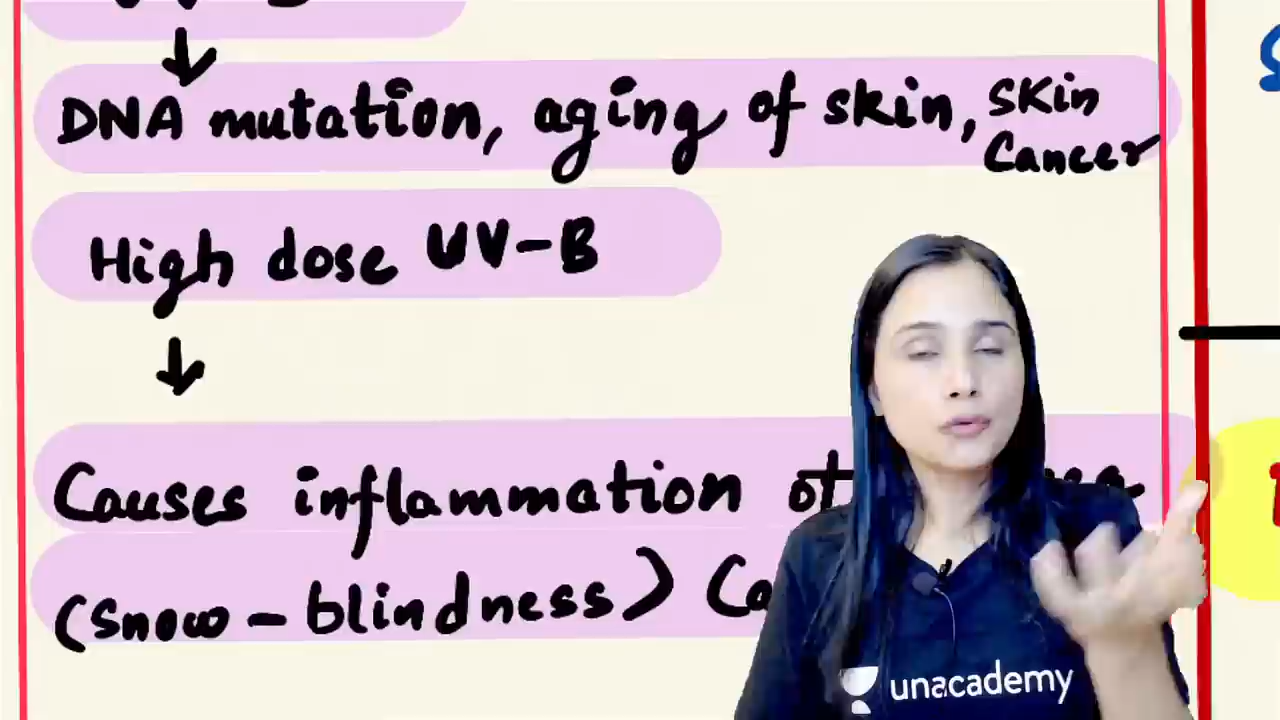 DNA mutation, aging of skin, Skin Cancer
High dose UV-B
Causes inflammation of
(Snow-blindness)
unacademy